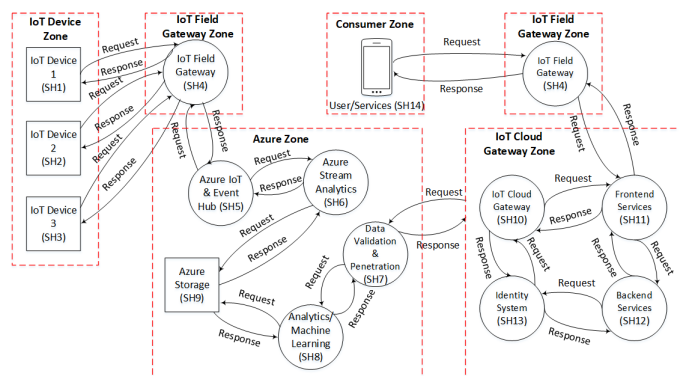 IoT Device
Zone
IoT Device
1
(SH1)
IoT Device
2
(SH2)
IoT Device
3
(SH3)
Request
Response
Request
Response
Request
Response
IoT Field
Gateway Zone
IoT Field
Gateway
(SH4)
Request
Response
Consumer Zone
User/Services (SH14)
Request
Response
IoT Field
Gateway Zone
IoT Field
Gateway
(SH4)
Request
Response
Azure Zone
Azure IoT
& Event
Hub (SH5)
Request
Response
Azure
Stream
Analytics
(SH6)
Request
Response
Azure
Storage
(SH9)
Request
Response
Analytics/
Machine
Learning
(SH8)
Request
Response
Data
Validation
&
Penetration
(SH7)
Request
Response
IoT Cloud
Gateway Zone
IoT Cloud
Gateway
(SH10)
Request
Response
Frontend
Services
(SH11)
Response
Request
Response
Request
Identity
System
(SH13)
Request
Response
Backend
Services
(SH12)